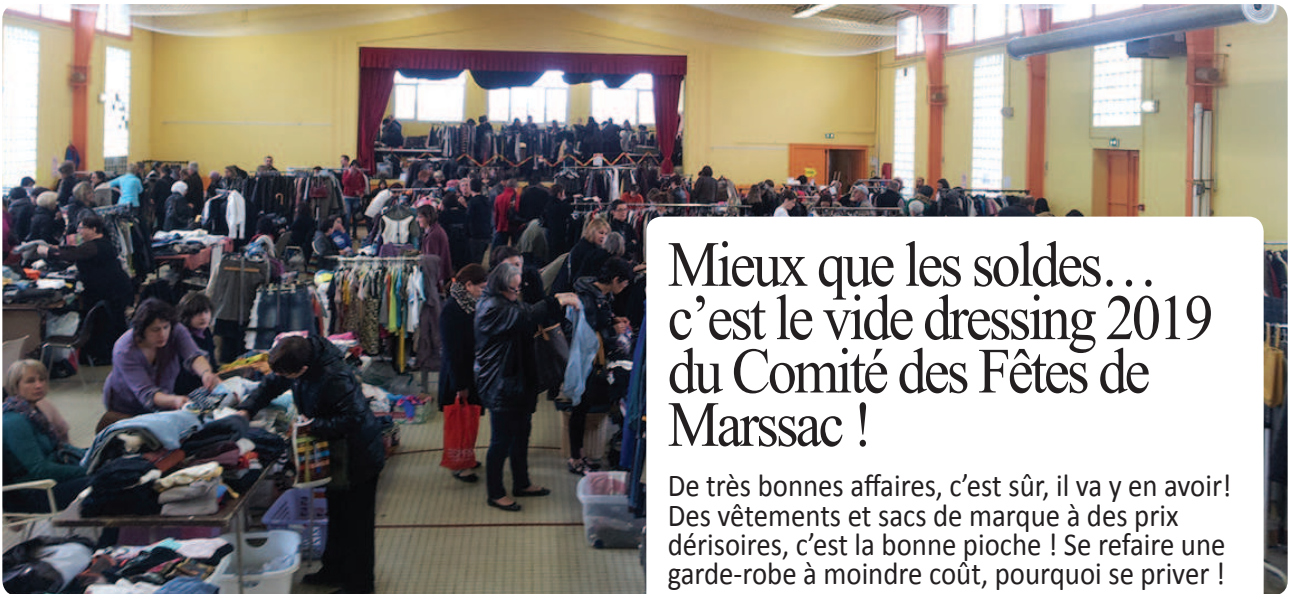 Mieux que les soldes…
c’est le vide dressing 2019
du Comité des Fêtes de
Marssac !
De très bonnes affaires, c’est sûr, il va y en avoir!
Des vêtements et sacs de marque à des prix
dérisoires, c’est la bonne pioche ! Se refaire une
garde-robe à moindre coût, pourquoi se priver !